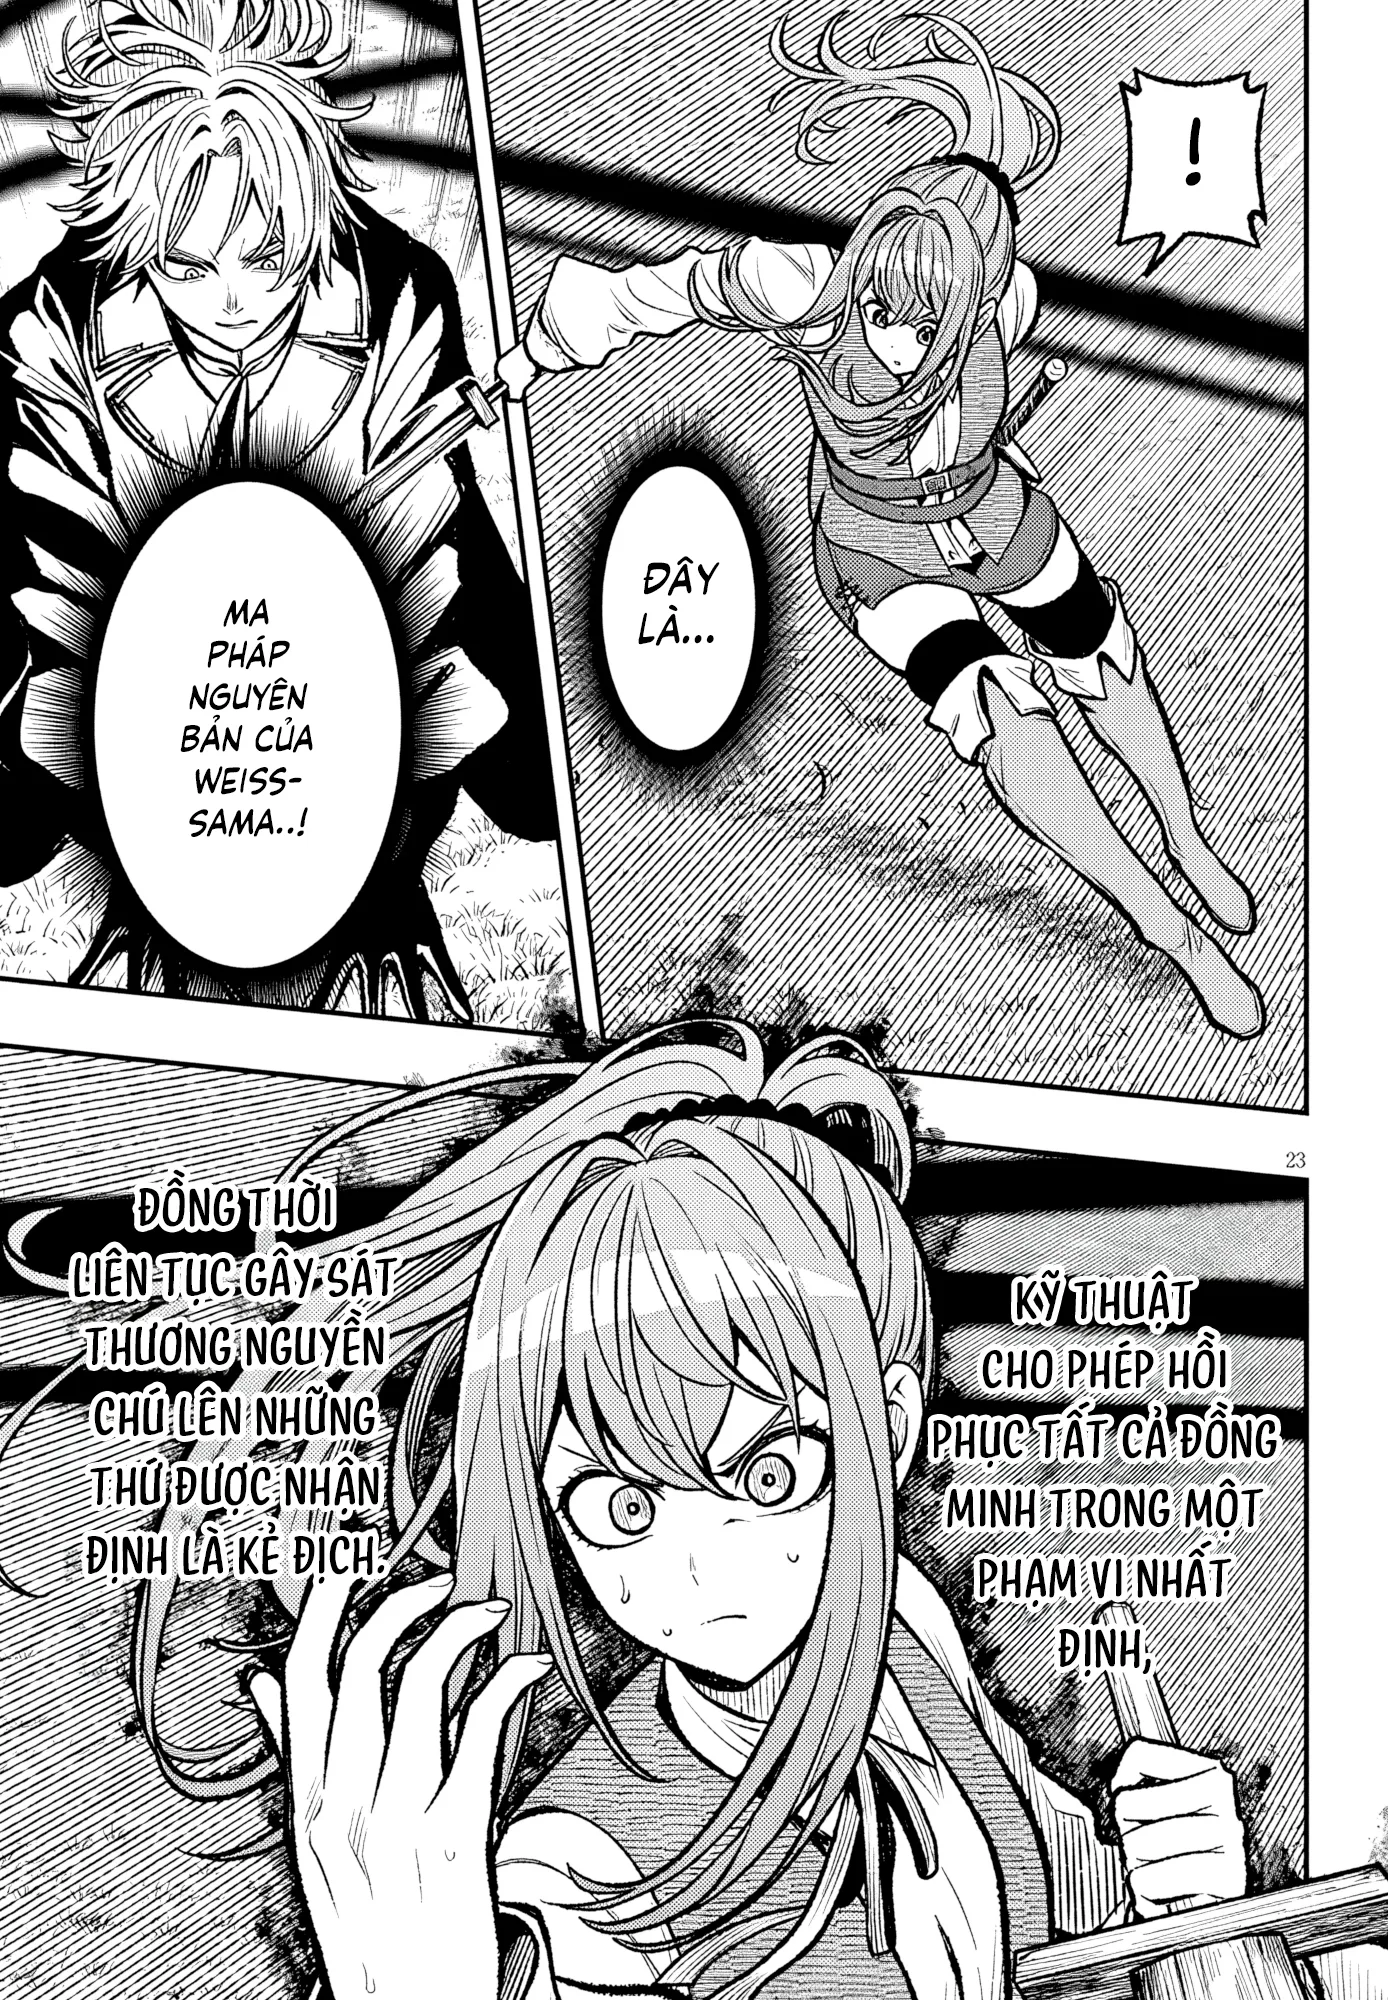 !
ĐÂY
LÀ...
MA
PHÁP
NGUYÊN
BẢN CỦA
WEISS-
SAMA..!
23
KỸ THUẬT
CHO PHÉP HỒI
PHỤC TẤT CẢ ĐỒNG
MINH TRONG MỘT
PHẠM VI NHẤT
ĐỊNH,
ĐỒNG THỜI
LIÊN TỤC GÂY SÁT
THƯƠNG NGUYỀN
CHÚ LÊN NHỮNG
THỨ ĐƯỢC NHẬN
ĐỊNH LÀ KẺ ĐỊCH.